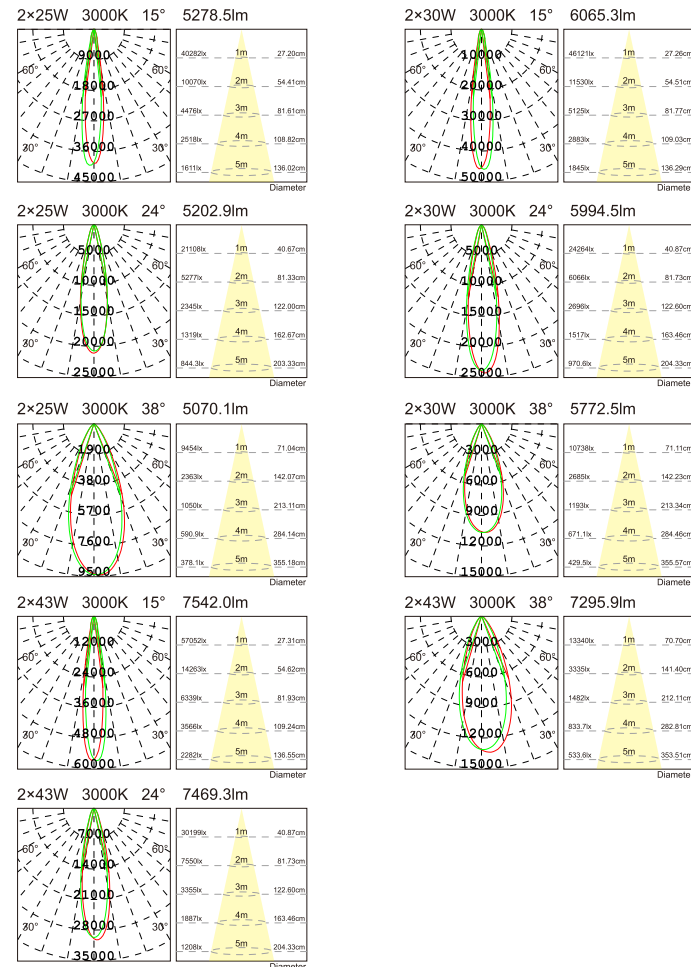 2×25W 3000K 15° 5278.5lm
9000
18000
27000
36000
45000
60° 60°
30° 30°
40282lx 1m 27.20cm
10070lx 2m 54.41cm
4476lx 3m 81.61cm
2518lx 4m 108.82cm
1611lx 5m 136.02cm
Diameter
2×30W 3000K 15° 6065.3lm
10000
20000
30000
40000
50000
60° 60°
30° 30°
46121lx 1m 27.26cm
11530lx 2m 54.51cm
5125lx 3m 81.77cm
2883lx 4m 109.03cm
1845lx 5m 136.29cm
Diameter
2×25W 3000K 24° 5202.9lm
5000
10000
15000
20000
25000
60° 60°
30° 30°
21108lx 1m 40.67cm
5277lx 2m 81.33cm
2345lx 3m 122.00cm
1319lx 4m 162.67cm
844.3lx 5m 203.33cm
Diameter
2×30W 3000K 24° 5994.5lm
5000
10000
15000
20000
25000
60° 60°
30° 30°
24264lx 1m 40.87cm
6066lx 2m 81.73cm
2696lx 3m 122.60cm
1517lx 4m 163.46cm
970.6lx 5m 204.33cm
Diameter
2×25W 3000K 38° 5070.1lm
1900
3800
5700
7600
9500
60° 60°
30° 30°
9454lx 1m 71.04cm
2363lx 2m 142.07cm
1050lx 3m 213.11cm
590.9lx 4m 284.14cm
378.1lx 5m 355.18cm
Diameter
2×30W 3000K 38° 5772.5lm
3000
6000
9000
12000
15000
60° 60°
30° 30°
10738lx 1m 71.11cm
2685lx 2m 142.23cm
1193lx 3m 213.34cm
671.1lx 4m 284.46cm
429.5lx 5m 355.57cm
Diameter
2×43W 3000K 15° 7542.0lm
12000
24000
36000
48000
60000
60° 60°
30° 30°
57052lx 1m 27.31cm
14263lx 2m 54.62cm
6339lx 3m 81.93cm
3566lx 4m 109.24cm
2282lx 5m 136.55cm
Diameter
2×43W 3000K 38° 7295.9lm
3000
6000
9000
12000
15000
60° 60°
30° 30°
13340lx 1m 70.70cm
3335lx 2m 141.40cm
1482lx 3m 212.11cm
833.7lx 4m 282.81cm
533.6lx 5m 353.51cm
Diameter
2×43W 3000K 24° 7469.3lm
7000
14000
21000
28000
35000
60° 60°
30° 30°
30199lx 1m 40.87cm
7550lx 2m 81.73cm
3355lx 3m 122.60cm
1887lx 4m 163.46cm
1208lx 5m 204.33cm
Diameter